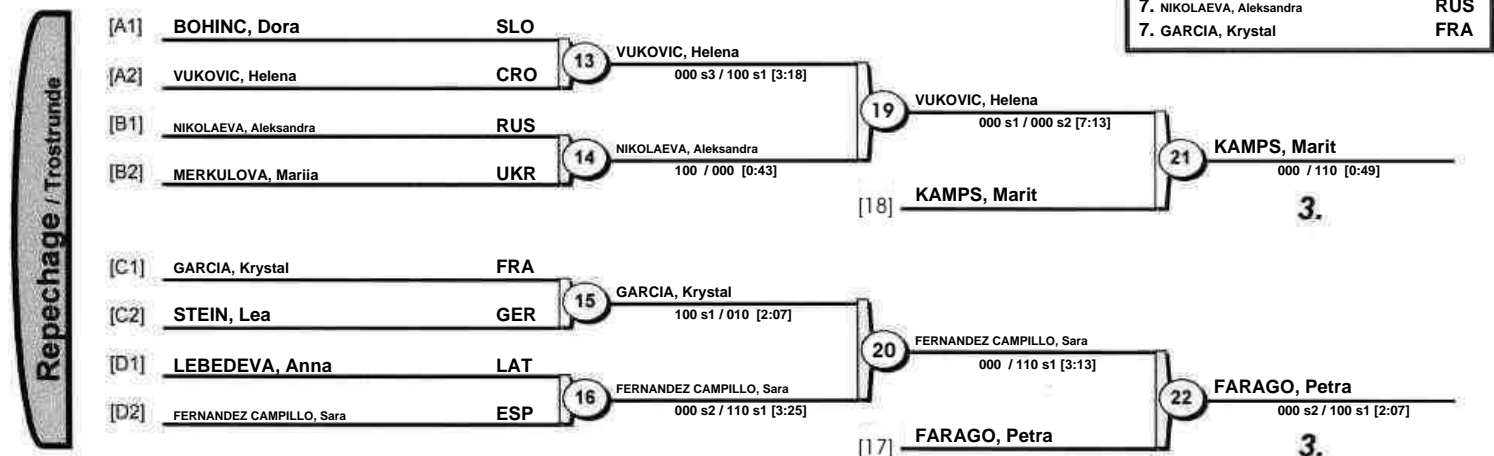 7. NIKOLAEVA, Aleksandra RUS
7. GARCIA, Krystal FRA
Repechage / Trostrunde
[A1] BOHINC, Dora SLO
[A2] VUKOVIC, Helena CRO
13 VUKOVIC, Helena
000 s3 / 100 s1 [3:18]
[B1] NIKOLAEVA, Aleksandra RUS
[B2] MERKULOVA, Mariia UKR
14 NIKOLAEVA, Aleksandra
100 / 000 [0:43]
19 VUKOVIC, Helena
000 s1 / 000 s2 [7:13]
[18] KAMPS, Marit
21 KAMPS, Marit
000 / 110 [0:49]
3.
[C1] GARCIA, Krystal FRA
[C2] STEIN, Lea GER
15 GARCIA, Krystal
100 s1 / 010 [2:07]
[D1] LEBEDEVA, Anna LAT
[D2] FERNANDEZ CAMPILLO, Sara ESP
16 FERNANDEZ CAMPILLO, Sara
000 s2 / 110 s1 [3:25]
20 FERNANDEZ CAMPILLO, Sara
000 / 110 s1 [3:13]
[17] FARAGO, Petra
22 FARAGO, Petra
000 s2 / 100 s1 [2:07]
3.